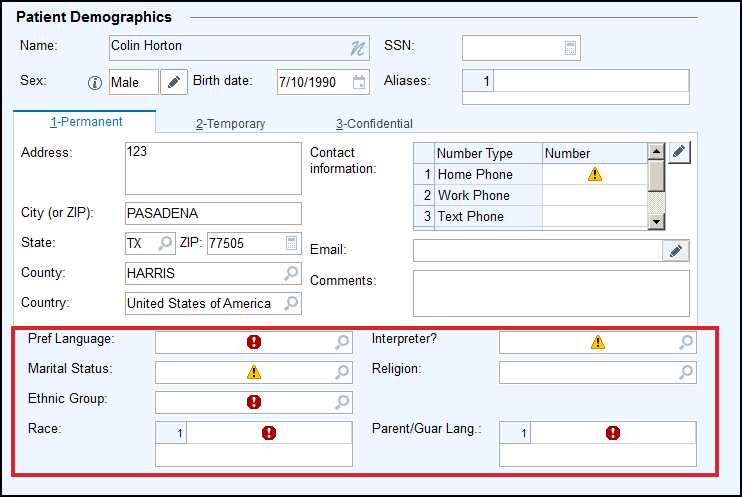 Patient Demographics
Name: Colin Horton SSN:
Sex: Male Birth date: 7/10/1990 Aliases: 1
1-Permanent 2-Temporary 3-Confidential
Address: 123 Contact information: Number Type Number
1 Home Phone
2 Work Phone
3 Text Phone
City (or ZIP): PASADENA
State: TX ZIP: 77505 Email:
County: HARRIS Comments:
Country: United States of America
Pref Language: Interpreter?
Marital Status: Religion:
Ethnic Group:
Race: 1 Parent/Guar Lang.: 1